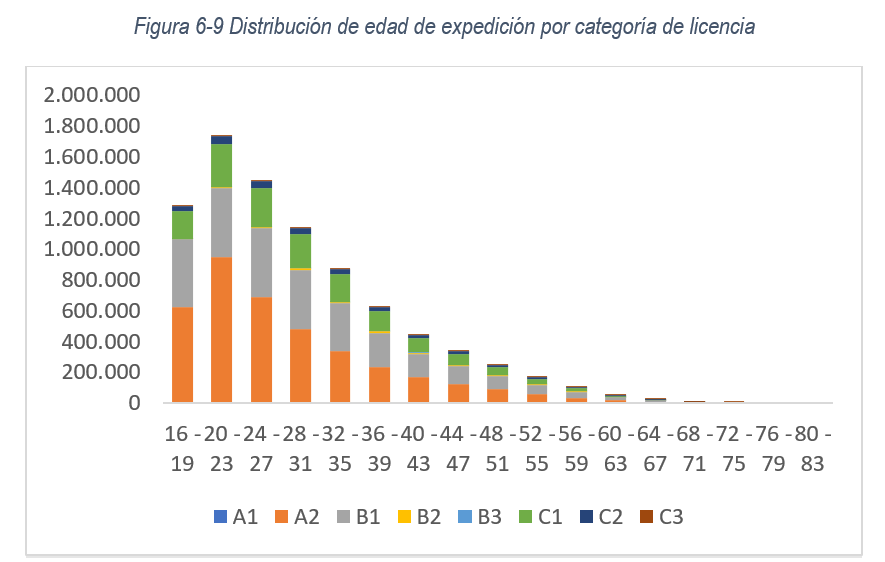 Figura 6-9 Distribución de edad de expedición por categoría de licencia
2.000.000
1.800.000
1.600.000
1.400.000
1.200.000
1.000.000
800.000
600.000
400.000
200.000
0
16 - 20 - 24 - 28 - 32 - 36 - 40 - 44 - 48 - 52 - 56 - 60 - 64 - 68 - 72 - 76 - 80 -
19 23 27 31 35 39 43 47 51 55 59 63 67 71 75 79 83
A1 A2 B1 B2 B3 C1 C2 C3